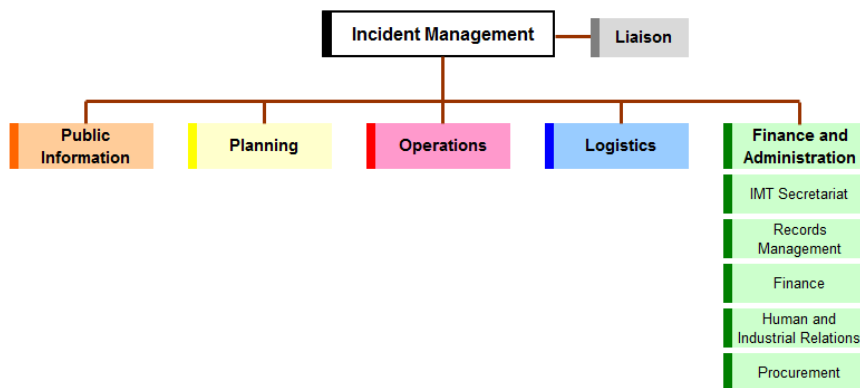 Incident Management
Liaison
Public
Information
Planning
Operations
Logistics
Finance and
Administration
IMT Secretariat
Records
Management
Finance
Human and
Industrial Relations
Procurement